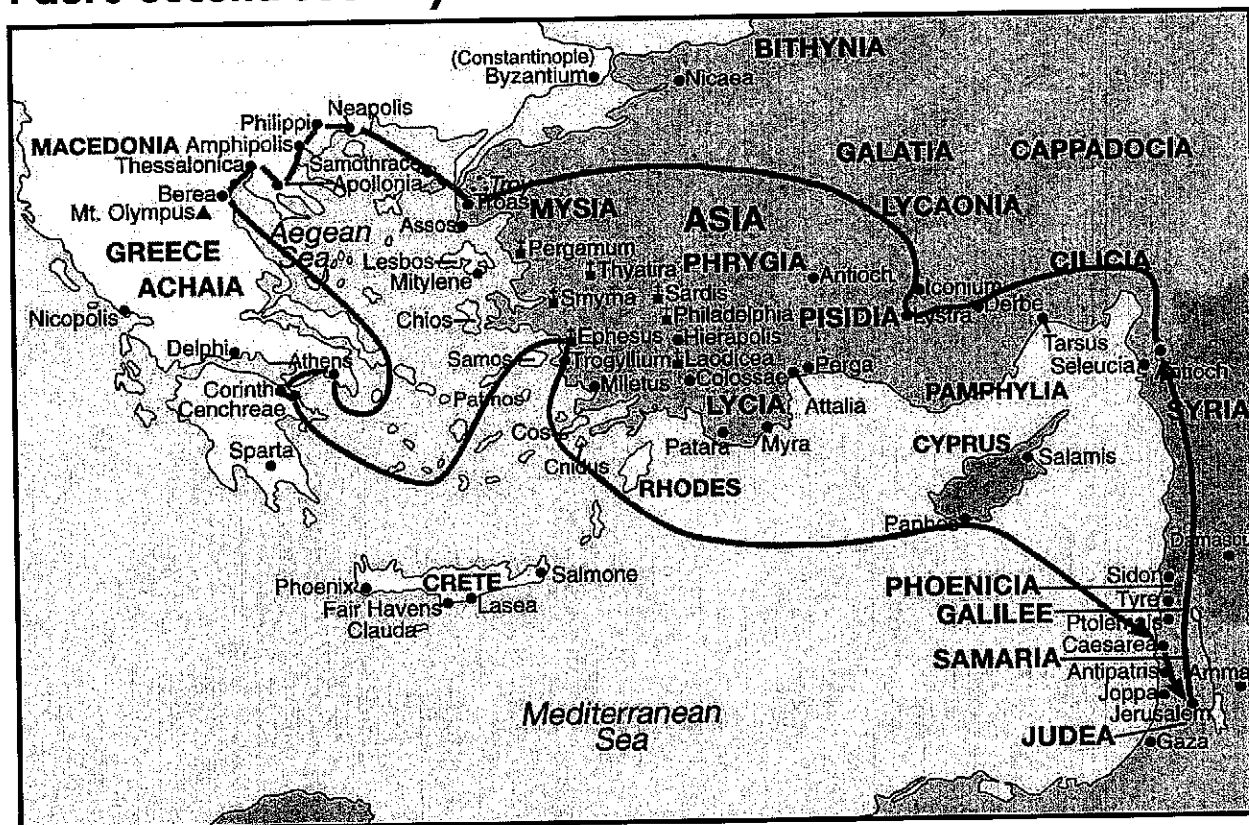 BITHYNIA
(Constantinople)
Byzantium
Nicaea
Neapolis
Philippi
MACEDONIA
Amphipolis
GALATIA
CAPPADOCIA
Thessalonica
Samothrace
Apollonia
Troy
Troas
Berea
MYSIA
ASIA
LYCAONIA
Mt. Olympus
Aegean
Sea
Assos
GREECE
Pergamum
Lesbos
PHRYGIA
CILICIA
Thyatira
Antioch
Mitylene
ACHAIA
Iconium
Smyrna
Sardis
Derbe
Nicopolis
Chios
Philadelphia
PISIDIA
Lystra
Ephesus
Hierapolis
Tarsus
Delphi
Athens
Samos
Trogyllium
Laodicea
Perga
Seleucia
Antioch
Corinth
Miletus
Colossae
PAMPHYLIA
Cenchreae
Patmos
LYCIA
Attalia
SYRIA
Cos
Patara
Myra
CYPRUS
Sparta
Salamis
Cnidus
RHODES
Paphos
Salmone
Phoenix
CRETE
PHOENICIA
Sidon
Fair Havens
Lasea
Tyre
Clauda
GALILEE
Ptolemais
Caesarea
SAMARIA
Antipatris
Joppa
Mediterranean
Sea
Jerusalem
JUDEA
Gaza